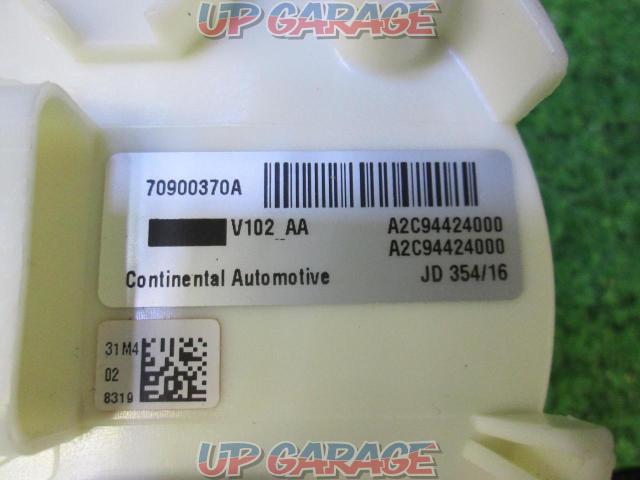 UP GARAGE
70900370A
V102_AA A2C94424000
A2C94424000
Continental Automotive JD 354/16
31M4
02
8319
UP GARAGE